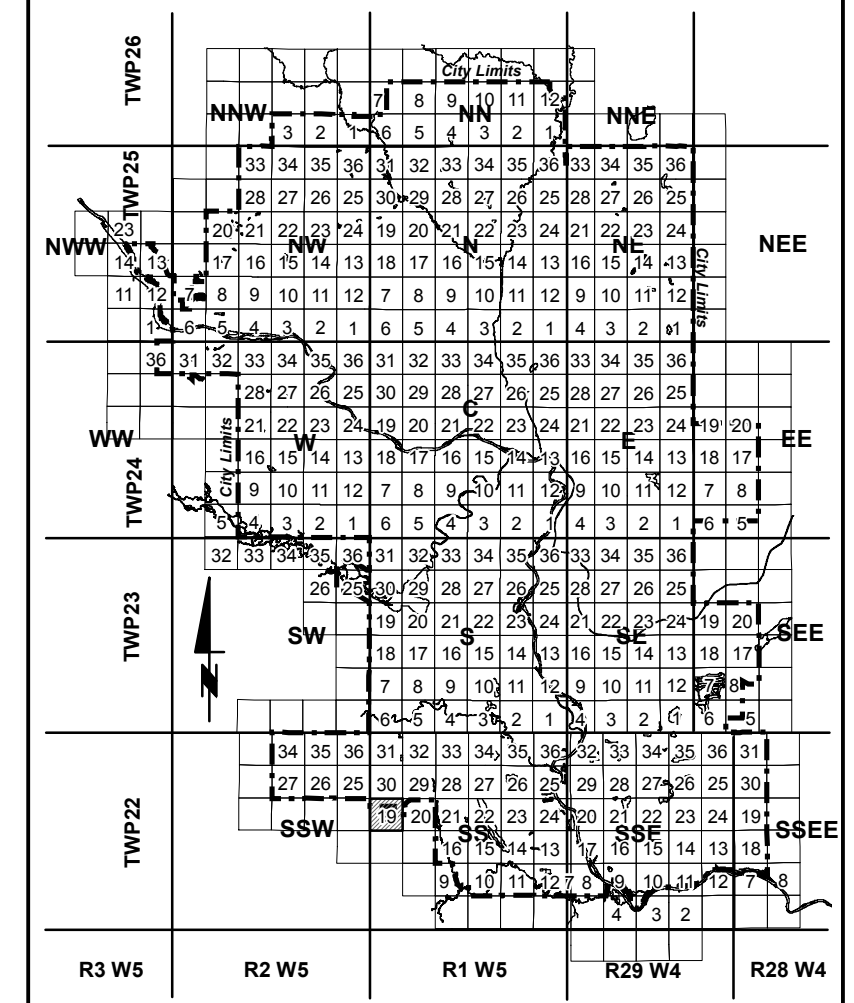 TWP26
City Limits
7 8 9 10 11 12
NNW NN NNE
3 2 1 6 5 4 3 2 1
TWP25
33 34 35 36 31 32 33 34 35 36 33 34 35 36
28 27 26 25 30 29 28 27 26 25 28 27 26 25
23 20 21 22 23 24 19 20 21 22 23 24 21 22 23 24
NWW NW N NE NEE
14 13 17 16 15 14 13 18 17 16 15 14 13 16 15 14 13
City Limits
11 12 7 8 9 10 11 12 7 8 9 10 11 12 9 10 11 12
1 6 5 4 3 2 1 6 5 4 3 2 1 4 3 2 1
36 31 32 33 34 35 36 31 32 33 34 35 36 33 34 35 36
28 27 26 25 30 29 28 27 26 25 28 27 26 25
C
21 22 23 24 19 20 21 22 23 24 21 22 23 24 19 20
WW W E EE
City Limits
16 15 14 13 18 17 16 15 14 13 16 15 14 13 18 17
TWP24
9 10 11 12 7 8 9 10 11 12 9 10 11 12 7 8
5 4 3 2 1 6 5 4 3 2 4 3 2 1 6 5
32 33 34 35 36 31 32 33 34 35 36 33 34 35 36
26 25 30 29 28 27 26 25 28 27 26 25
TWP23
19 20 21 22 23 24 21 22 23 24 19 20
SW S SE SEE
18 17 16 15 14 13 16 15 14 13 18 17
N
7 8 9 10 11 12 9 10 11 12 7 8
6 5 4 3 2 1 4 3 2 1 6 5
34 35 36 31 32 33 34 35 36 32 33 34 35 36 31
27 26 25 30 29 28 27 26 25 29 28 27 26 25 30
TWP22
19 20 21 22 23 24 20 21 22 23 24 19
SSW SS SSE SSEE
16 15 14 13 17 16 15 14 13 18
9 10 11 12 7 8 9 10 11 12 7 8
4 3 2
R3 W5 R2 W5 R1 W5 R29 W4 R28 W4